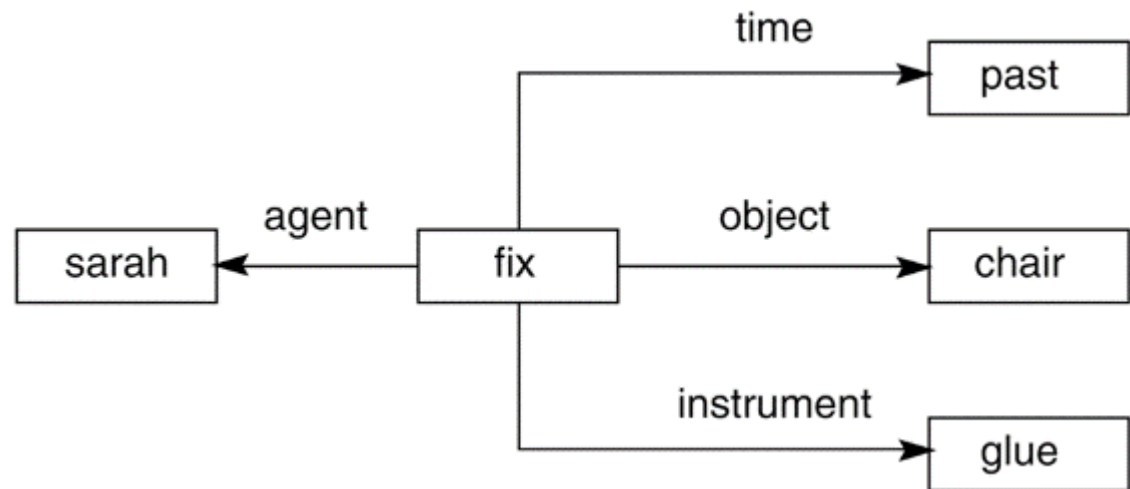 time
past
agent
object
sarah
fix
chair
instrument
glue